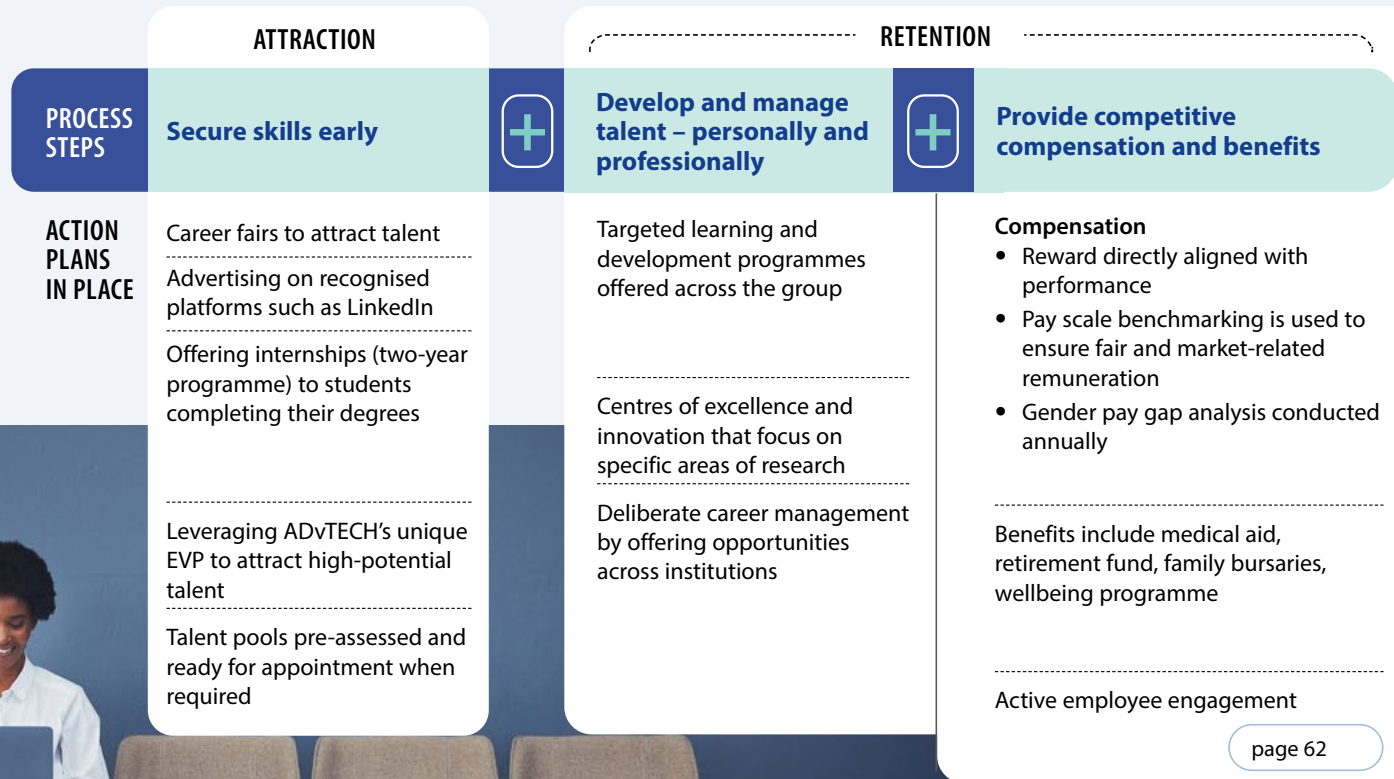 ATTRACTION
RETENTION
PROCESS
STEPS
Secure skills early
+
Develop and manage
talent – personally and
professionally
+
Provide competitive
compensation and benefits
ACTION
PLANS
IN PLACE
Career fairs to attract talent
Advertising on recognised
platforms such as LinkedIn
Offering internships (two-year
programme) to students
completing their degrees
Leveraging ADvTECH's unique
EVP to attract high-potential
talent
Talent pools pre-assessed and
ready for appointment when
required
Targeted learning and
development programmes
offered across the group
Centres of excellence and
innovation that focus on
specific areas of research
Deliberate career management
by offering opportunities
across institutions
Compensation
• Reward directly aligned with
performance
• Pay scale benchmarking is used to
ensure fair and market-related
remuneration
• Gender pay gap analysis conducted
annually
Benefits include medical aid,
retirement fund, family bursaries,
wellbeing programme
Active employee engagement
page 62